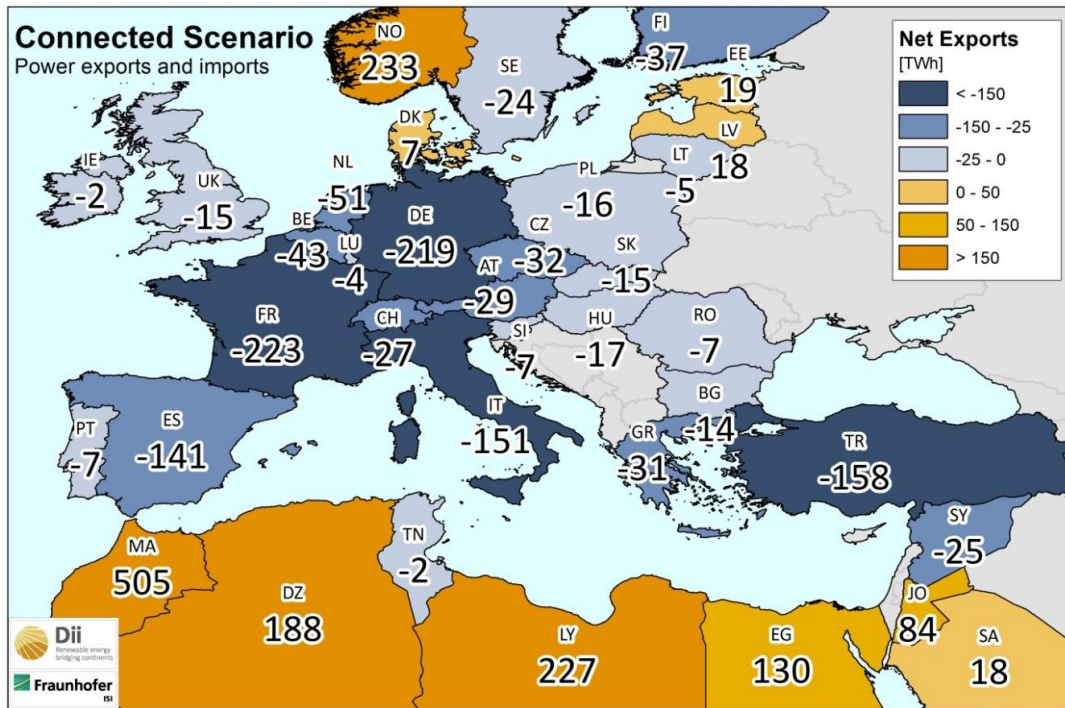 Connected Scenario
Power exports and imports
Net Exports
[TWh]
< -150
-150 - -25
-25 - 0
0 - 50
50 - 150
> 150
NO
233
SE
-24
FI
-37
EE
19
LV
18
LT
-5
DK
7
IE
-2
UK
-15
NL
-51
BE
-43
LU
-4
DE
-219
PL
-16
CZ
-32
SK
-15
AT
-29
FR
-223
CH
-27
SI
-7
HU
-17
RO
-7
BG
-14
IT
-151
PT
-7
ES
-141
GR
-31
TR
-158
SY
-25
MA
505
DZ
188
TN
-2
LY
227
EG
130
JO
84
SA
18
Dii
Renewable energy
bridging continents
Fraunhofer
ISI